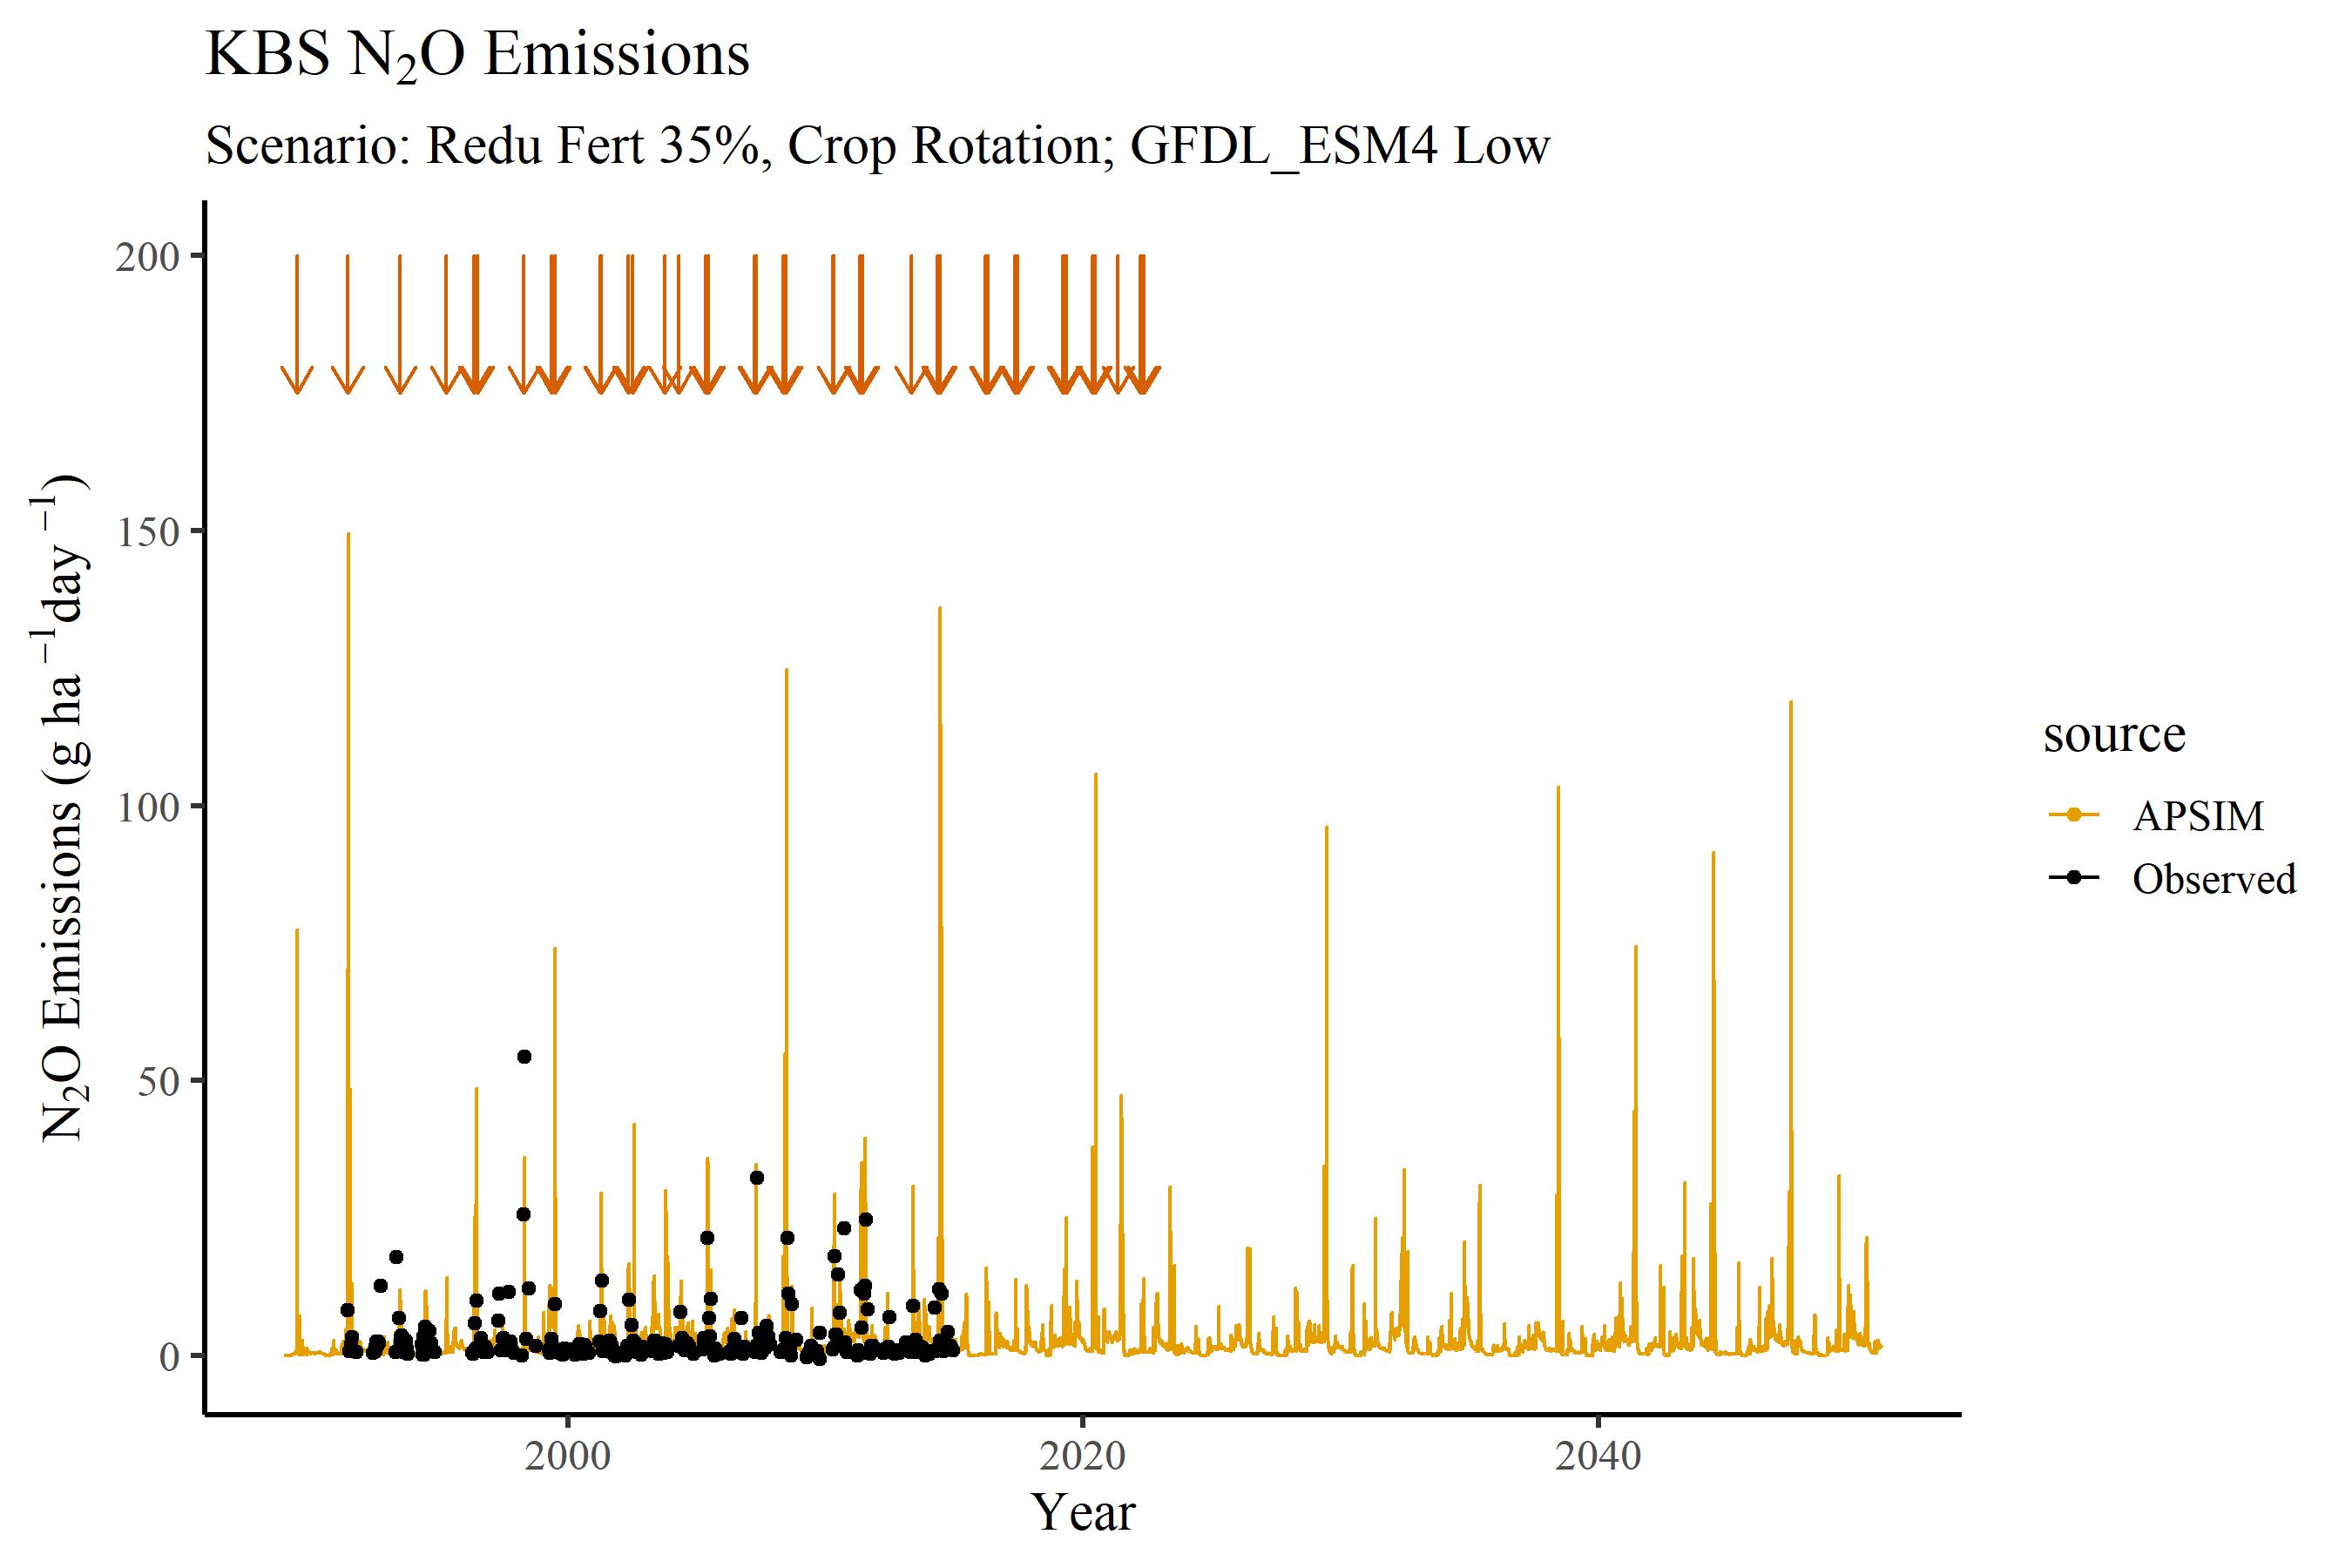 KBS N₂O Emissions
Scenario: Redu Fert 35%, Crop Rotation; GFDL_ESM4 Low
N₂O Emissions (g ha ⁻¹day ⁻¹)
200
150
100
50
0
2000
2020
2040
Year
source
APSIM
Observed